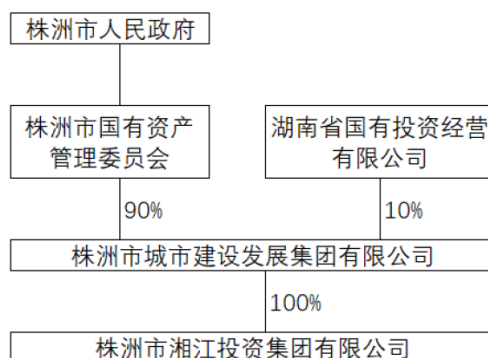 株洲市人民政府
株洲市国有资产
管理委员会
湖南省国有投资经营
有限公司
90%
10%
株洲市城市建设发展集团有限公司
100%
株洲市湘江投资集团有限公司